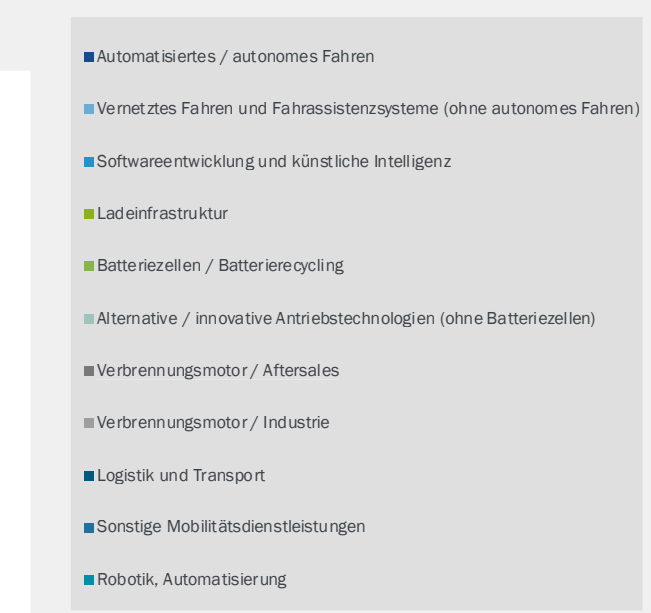 Automatisiertes / autonomes Fahren
Vernetztes Fahren und Fahrassistenzsysteme (ohne autonomes Fahren)
Softwareentwicklung und künstliche Intelligenz
Ladeinfrastruktur
Batteriezellen / Batterierecycling
Alternative / innovative Antriebstechnologien (ohne Batteriezellen)
Verbrennungsmotor / Aftersales
Verbrennungsmotor / Industrie
Logistik und Transport
Sonstige Mobilitätsdienstleistungen
Robotik, Automatisierung